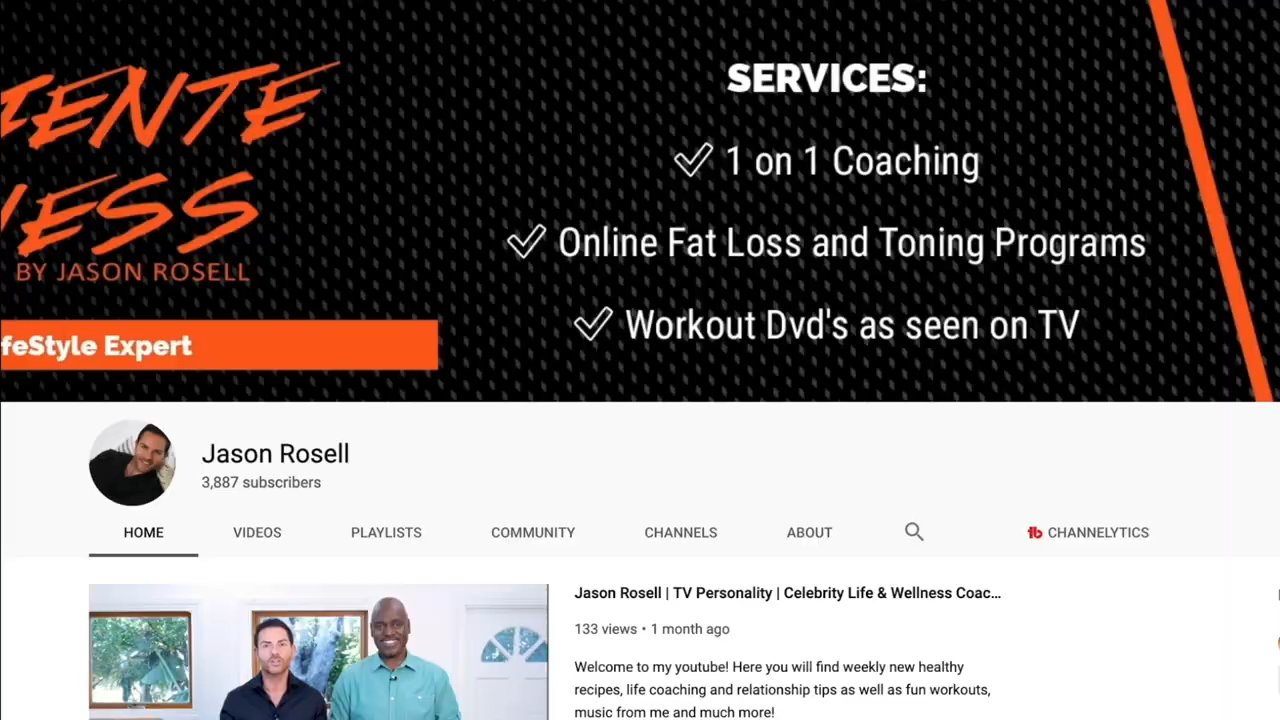 IENTE
NESS
BY JASON ROSELL
feStyle Expert
SERVICES:
1 on 1 Coaching
Online Fat Loss and Toning Programs
Workout Dvd's as seen on TV
Jason Rosell
3,887 subscribers
HOME VIDEOS PLAYLISTS COMMUNITY CHANNELS ABOUT CHANNELYTICS
Jason Rosell | TV Personality | Celebrity Life & Wellness Coac...
133 views • 1 month ago
Welcome to my youtube! Here you will find weekly new healthy
recipes, life coaching and relationship tips as well as fun workouts,
music from me and much more!